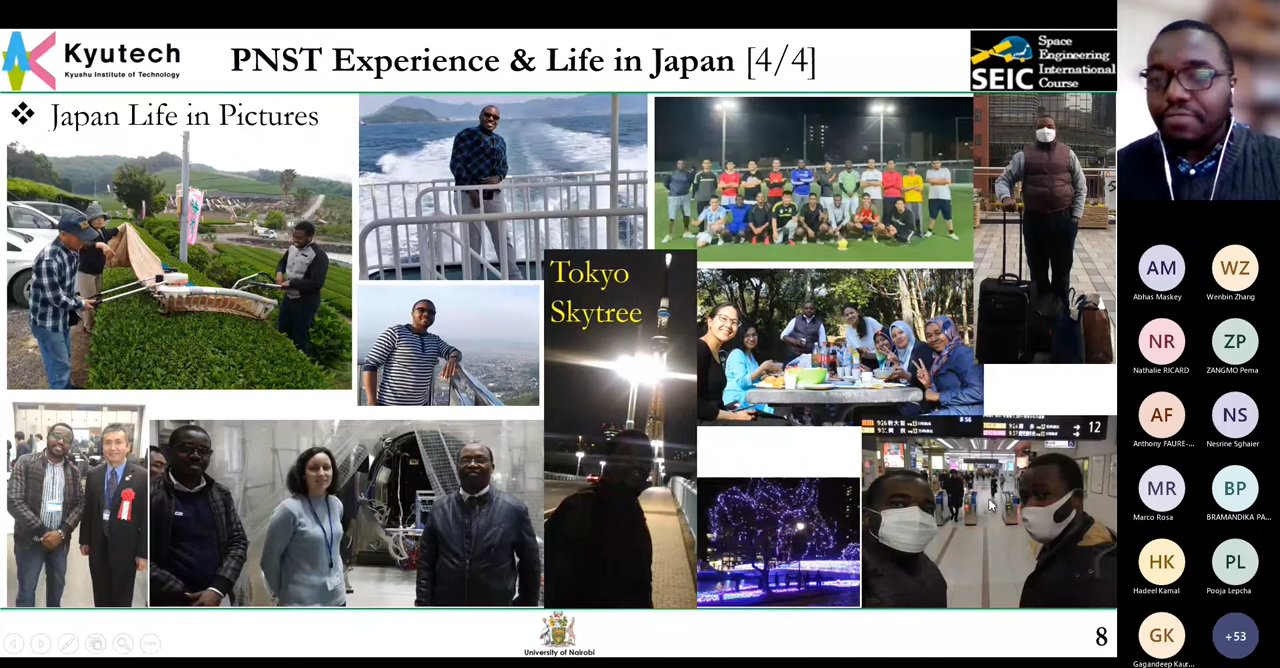 Kyutech
Kyushu Institute of Technology
PNST Experience & Life in Japan [4/4]
Space
Engineering
International
Course
SEIC
❖ Japan Life in Pictures
Tokyo
Skytree
12
University of Nairobi
8
AM
Abhas Maskey
WZ
Wenbin Zhang
NR
Nathalie RICARD
ZP
ZANGMO Pema
AF
Anthony FAURE-...
NS
Nesrine Sghaier
MR
Marco Rosa
BP
BRAMANDIKA PA...
HK
Hadeel Kamal
PL
Pooja Lepcha
GK
Gagandeep Kaur...
+53